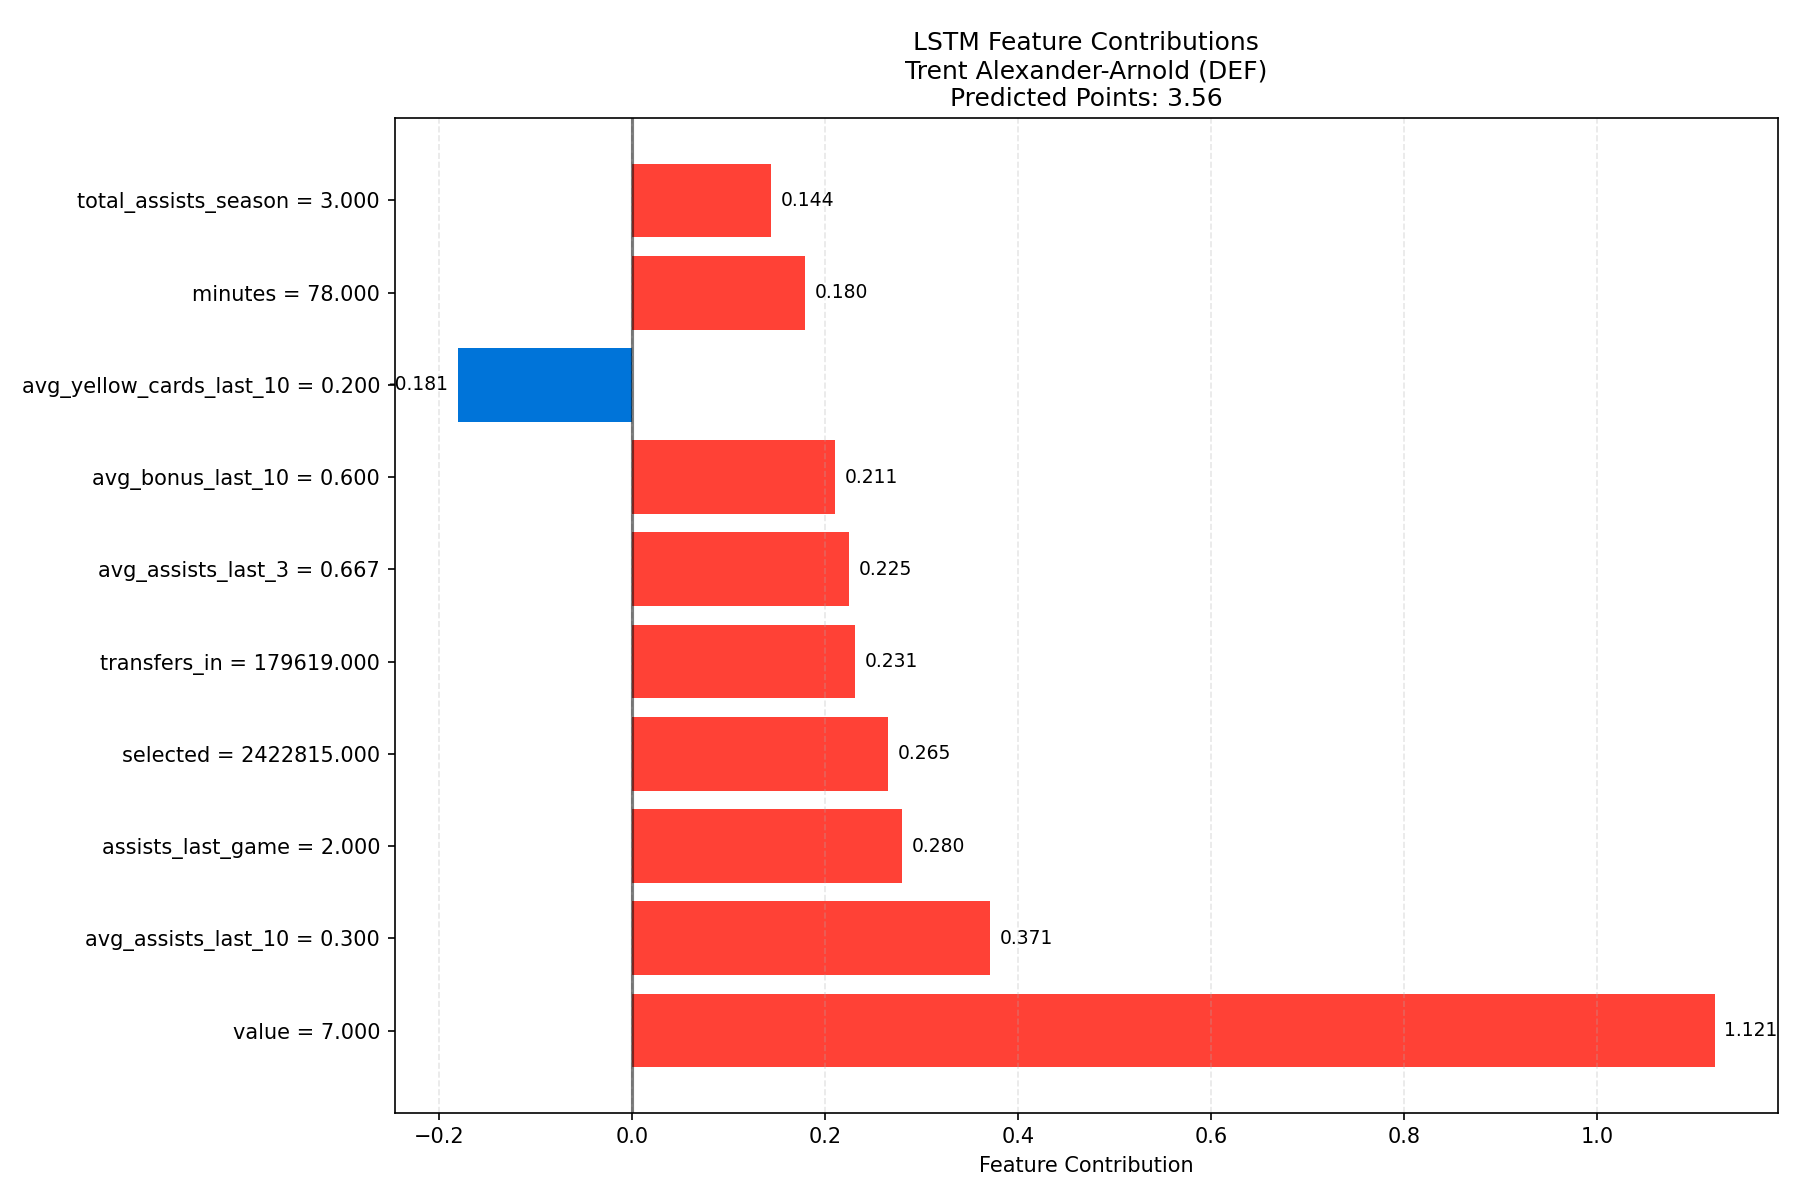 LSTM Feature Contributions
Trent Alexander-Arnold (DEF)
Predicted Points: 3.56
total_assists_season = 3.000
0.144
minutes = 78.000
0.180
avg_yellow_cards_last_10 = 0.200
-0.181
avg_bonus_last_10 = 0.600
0.211
avg_assists_last_3 = 0.667
0.225
transfers_in = 179619.000
0.231
selected = 2422815.000
0.265
assists_last_game = 2.000
0.280
avg_assists_last_10 = 0.300
0.371
value = 7.000
1.121
−0.2 0.0 0.2 0.4 0.6 0.8 1.0
Feature Contribution